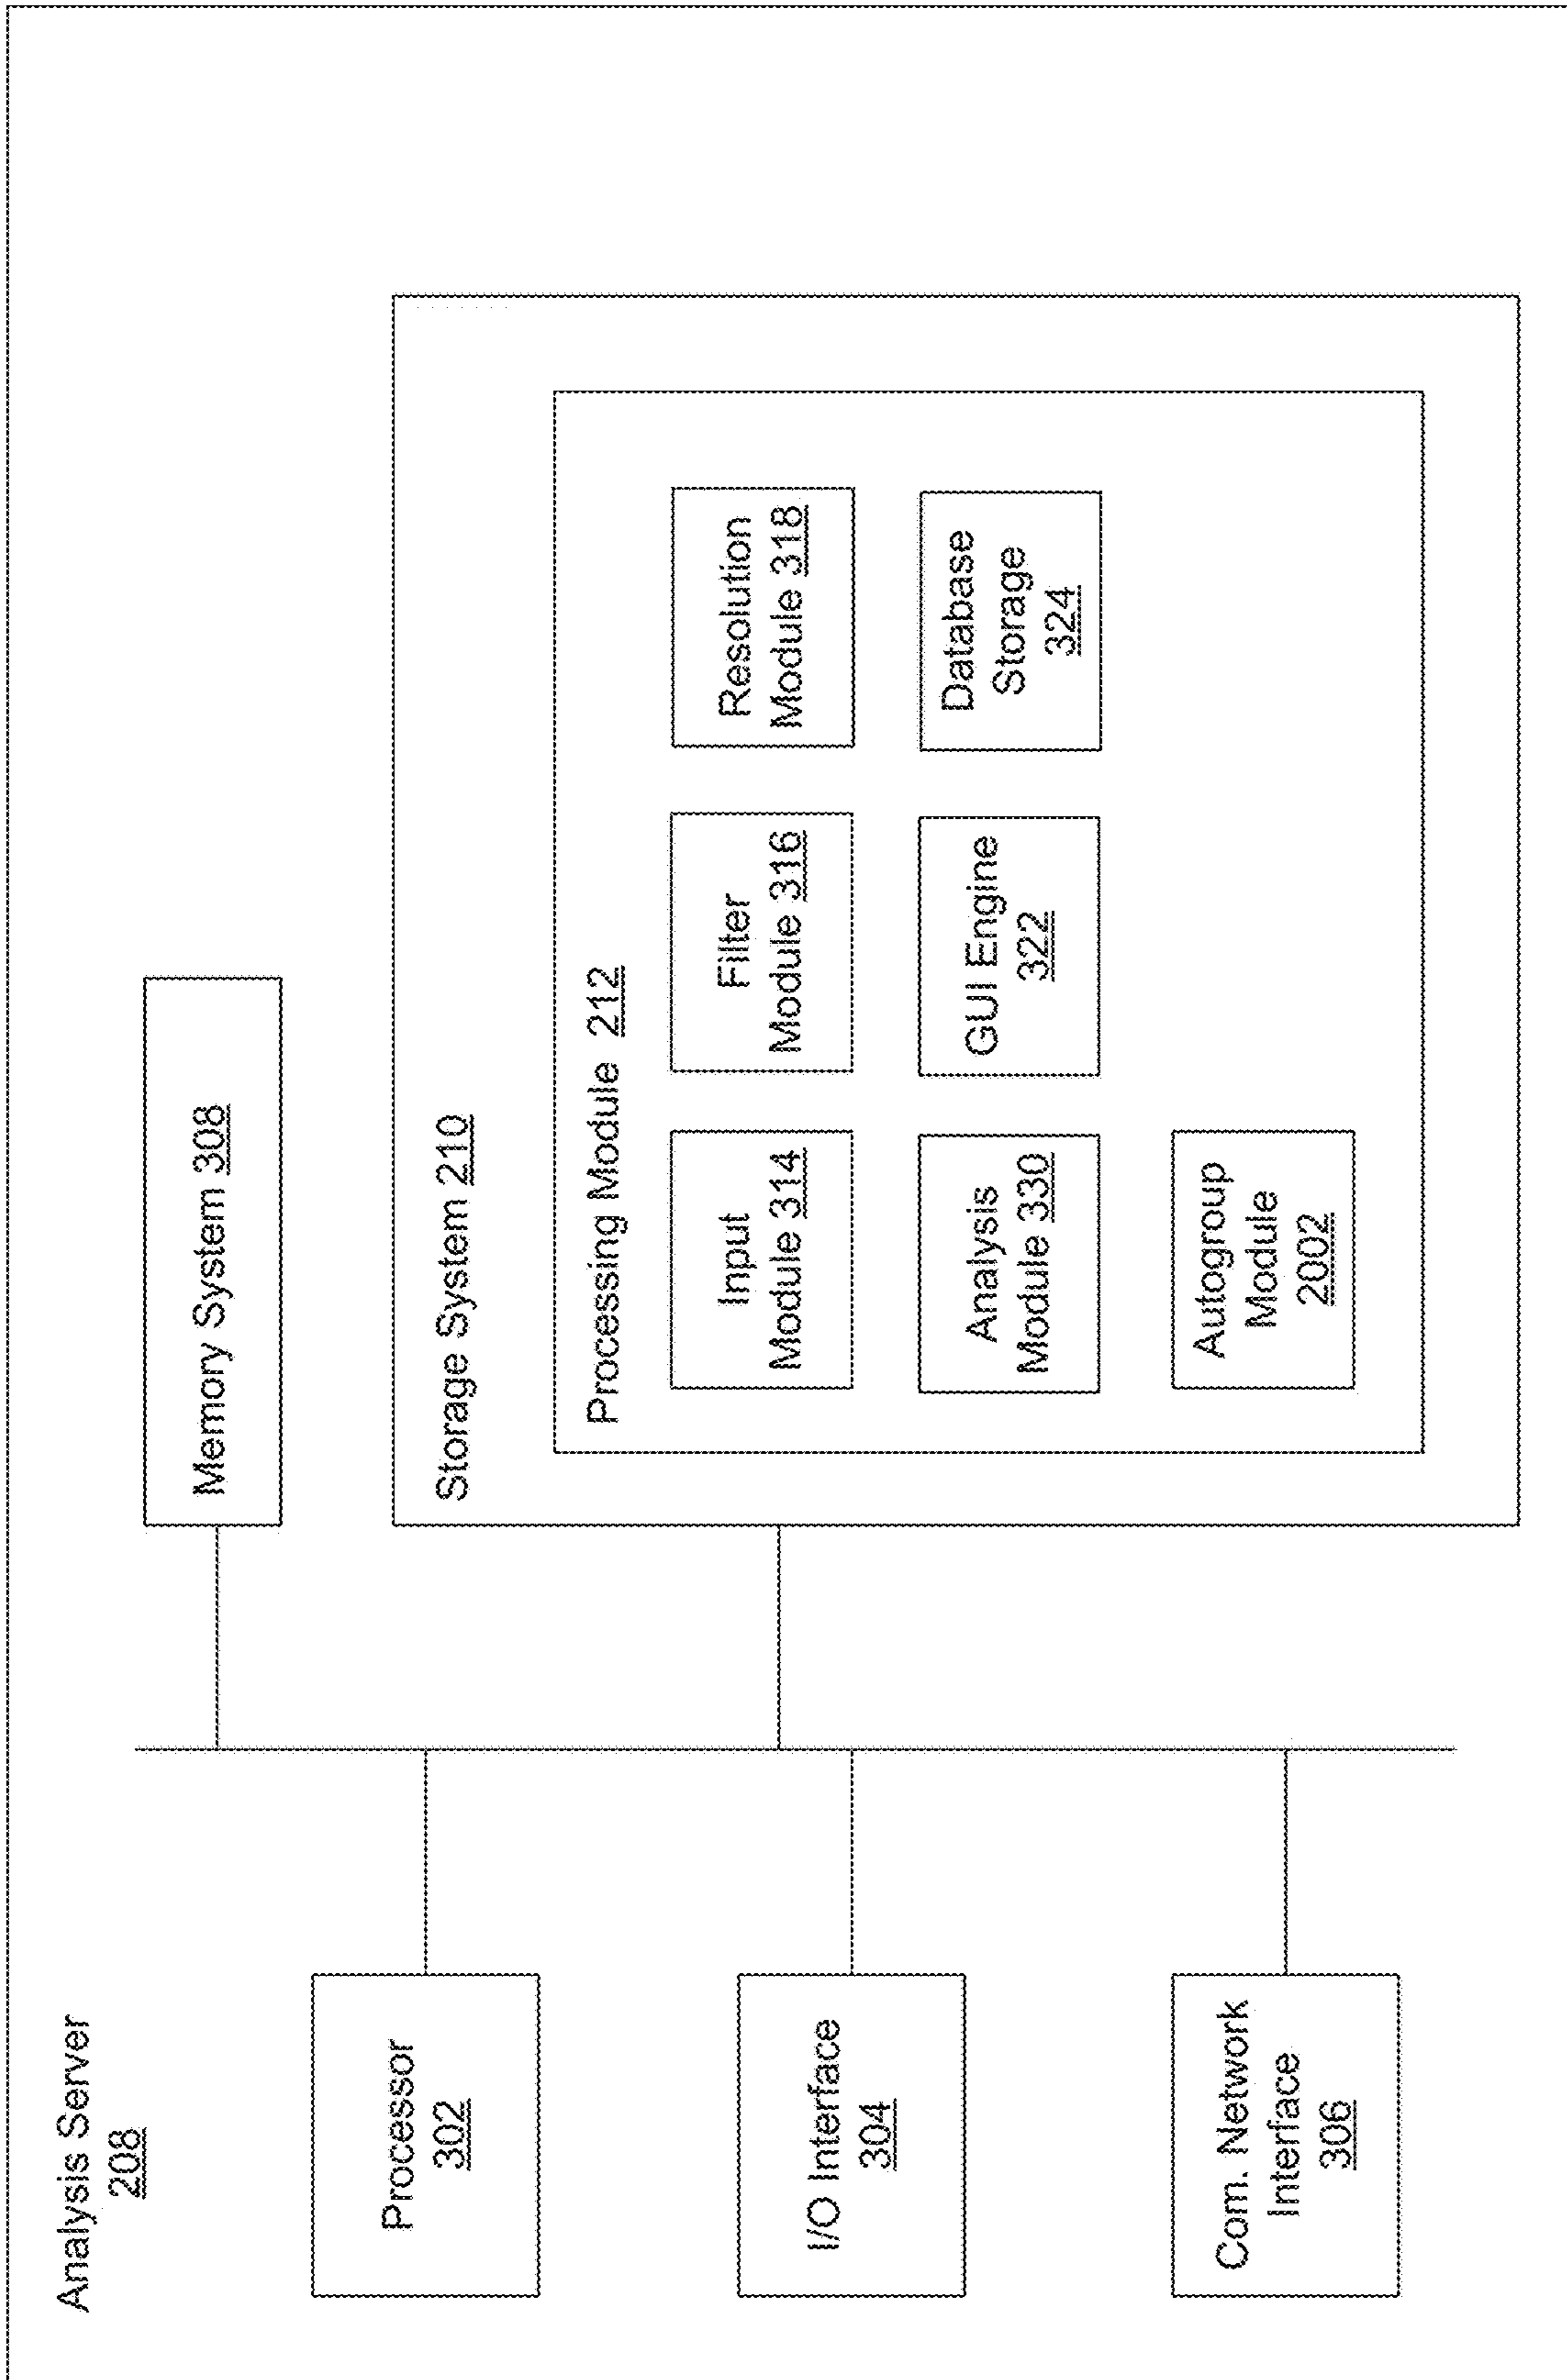 Analysis Server
208
Processor
302
I/O Interface
304
Com. Network
Interface
306
Memory System 308
Storage System 210
Processing Module 212
Input
Module 314
Filter
Module 316
Resolution
Module 318
Analysis
Module 330
GUI Engine
322
Database
Storage
324
Autogroup
Module
2002